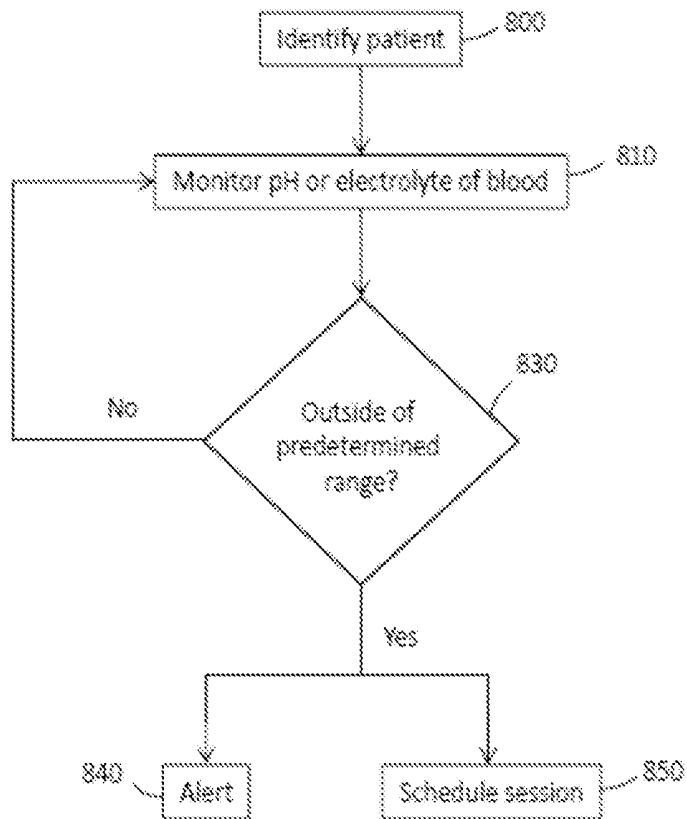 Identify patient
800
Monitor pH or electrolyte of blood
810
830
Outside of
predetermined
range?
No
Yes
840
Alert
Schedule session
850